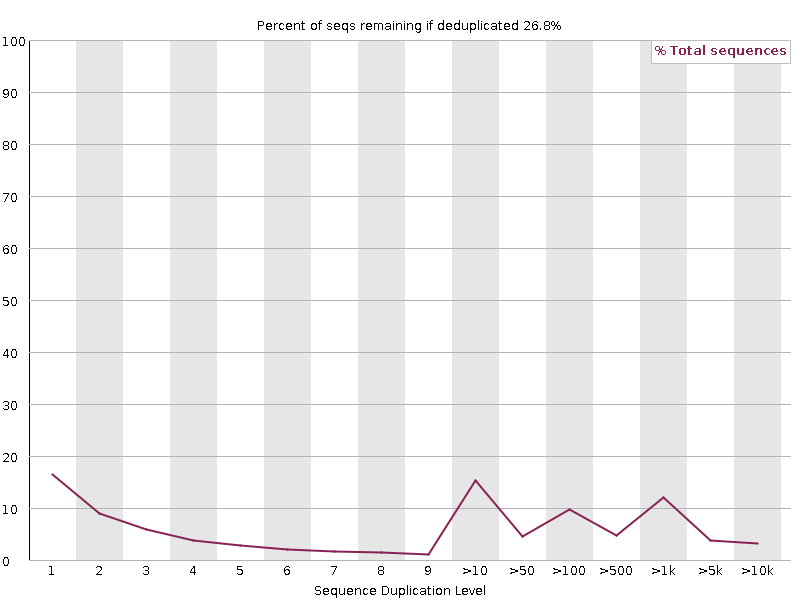 Percent of seqs remaining if deduplicated 26.8%
% Total sequences
100
90
80
70
60
50
40
30
20
10
0
1 2 3 4 5 6 7 8 9 >10 >50 >100 >500 >1k >5k >10k
Sequence Duplication Level